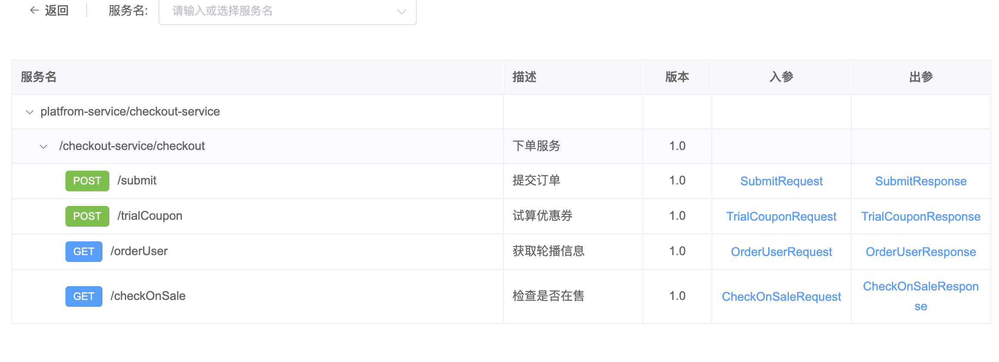 返回 服务名: 请输入或选择服务名
服务名 描述 版本 入参 出参
platfrom-service/checkout-service
/checkout-service/checkout 下单服务 1.0
POST /submit 提交订单 1.0 SubmitRequest SubmitResponse
POST /trialCoupon 试算优惠券 1.0 TrialCouponRequest TrialCouponResponse
GET /orderUser 获取轮播信息 1.0 OrderUserRequest OrderUserResponse
GET /checkOnSale 检查是否在售 1.0 CheckOnSaleRequest CheckOnSaleRespon
se